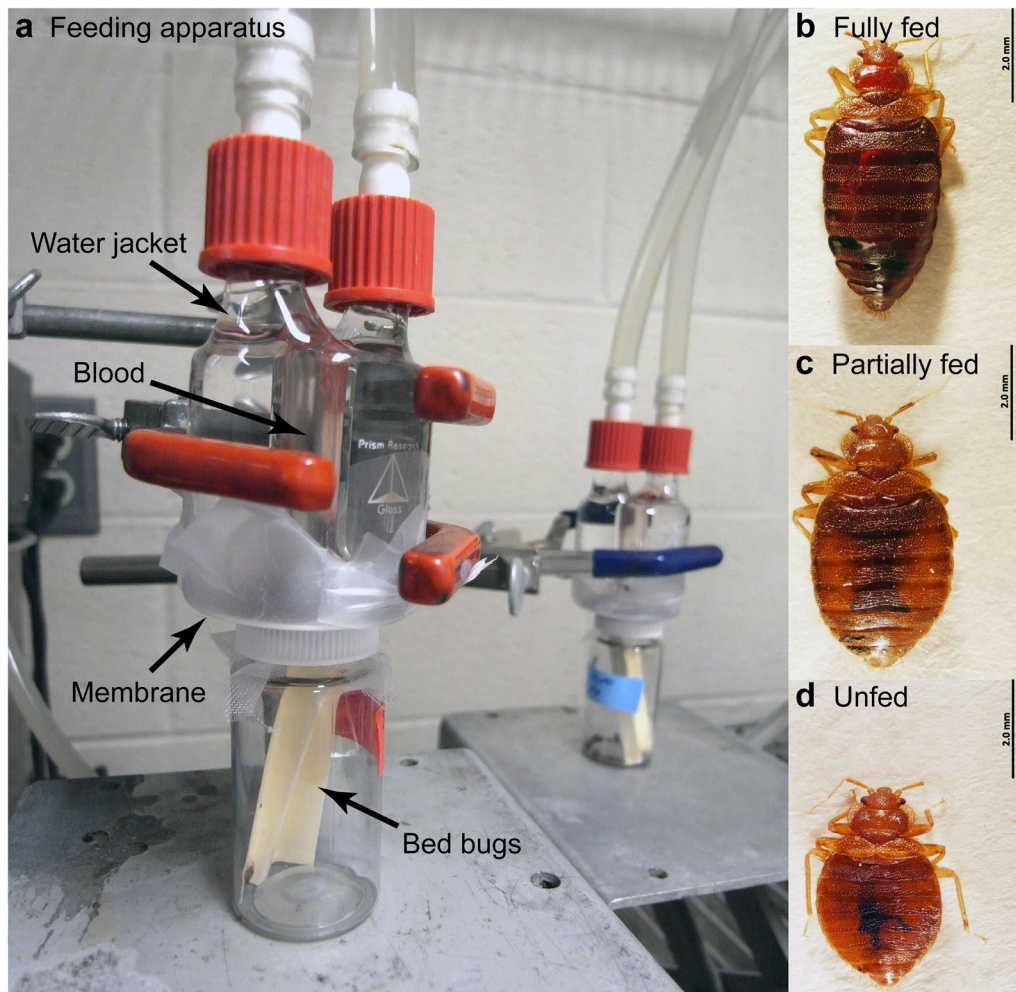 a Feeding apparatus
Water jacket
Blood
Prism Research
Glass
Membrane
Bed bugs
b Fully fed
2.0 mm
c Partially fed
2.0 mm
d Unfed
2.0 mm